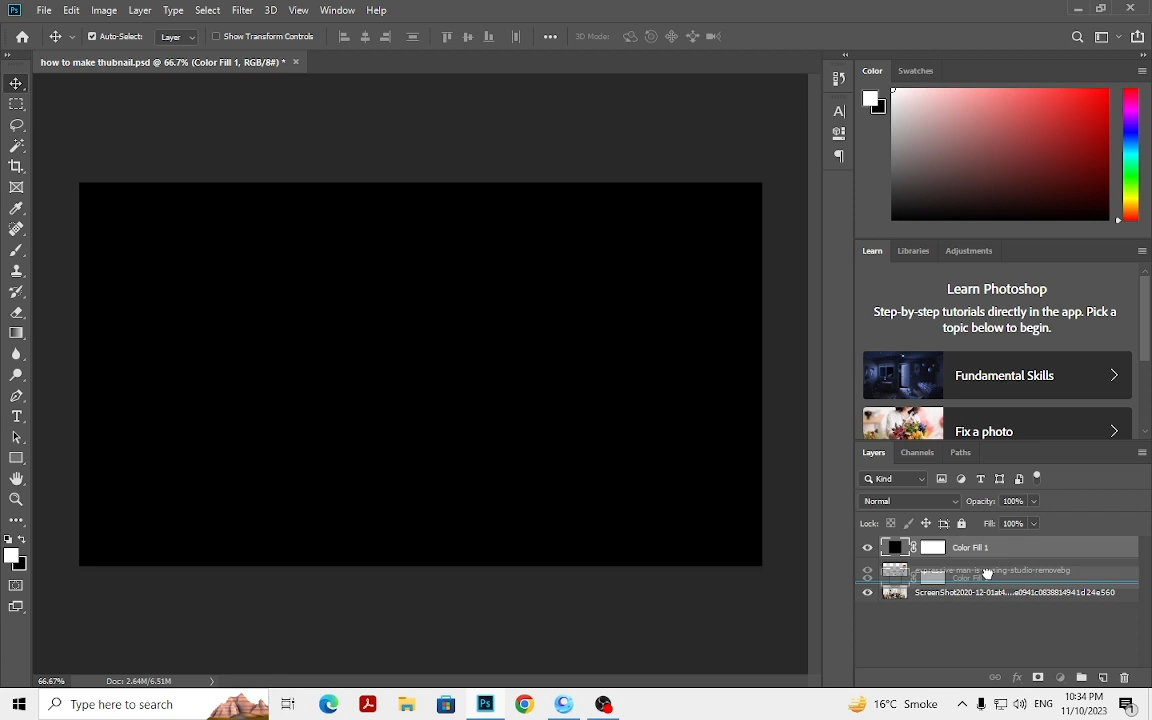 Ps File Edit Image Layer Type Select Filter 3D View Window Help
Auto-Select: Layer Show Transform Controls 3D Mode:
how to make thubnail.psd @ 66.7% (Color Fill 1, RGB/8#) *
Color Swatches
Learn Libraries Adjustments
Learn Photoshop
Step-by-step tutorials directly in the app. Pick a
topic below to begin.
Fundamental Skills
Fix a photo
Layers Channels Paths
Kind
Normal Opacity: 100%
Lock: Fill: 100%
Color Fill 1
Color Fill
ScreenShot2020-12-01at4....e0941c0838814941d24e560
66.67% Doc: 2.64M/6.51M
Type here to search
Ps
16°C Smoke ENG 10:34 PM
11/10/2023